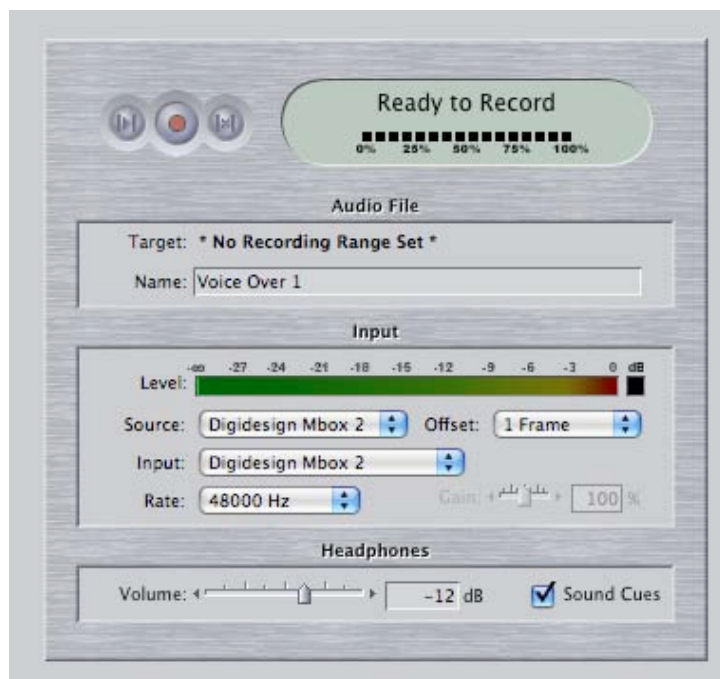 Ready to Record
0% 25% 50% 75% 100%
Audio File
Target: * No Recording Range Set *
Name: Voice Over 1
Input
-∞ -27 -24 -21 -18 -15 -12 -9 -6 -3 0 dB
Level:
Source: Digidesign Mbox 2 Offset: 1 Frame
Input: Digidesign Mbox 2
Rate: 48000 Hz Gain: 100 %
Headphones
Volume: -12 dB Sound Cues